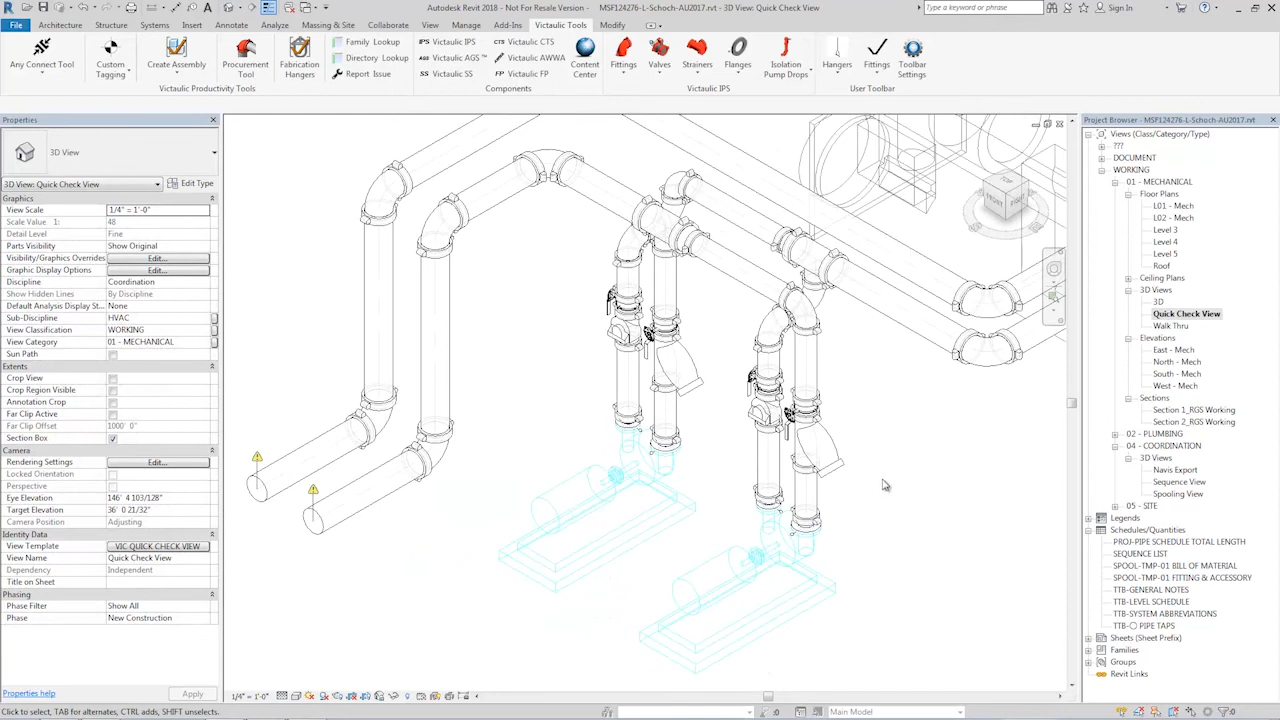 Autodesk Revit 2018 - Not For Resale Version - MSF124276-L-Schoch-AU2017.rvt - 3D View: Quick Check View
Type a keyword or phrase
Sign In
File Architecture Structure Systems Insert Annotate Analyze Massing & Site Collaborate View Manage Add-Ins Victaulic Tools Modify
Any Connect Tool
Custom Tagging
Create Assembly
Procurement Tool
Fabrication Hangers
Family Lookup
Directory Lookup
Report Issue
Victaulic Productivity Tools
IPS Victaulic IPS
AGS Victaulic AGS™
SS Victaulic SS
CTS Victaulic CTS
Victaulic AWWA
FP Victaulic FP
Content Center
Components
Fittings
Valves
Strainers
Flanges
Isolation Pump Drops
Victaulic IPS
Hangers
Fittings
Toolbar Settings
User Toolbar
Properties
3D View
3D View: Quick Check View
Edit Type
Graphics
View Scale 1/4" = 1'-0"
Scale Value 1: 48
Detail Level Fine
Parts Visibility Show Original
Visibility/Graphics Overrides Edit...
Graphic Display Options Edit...
Discipline Coordination
Show Hidden Lines By Discipline
Default Analysis Display St... None
Sub-Discipline HVAC
View Classification WORKING
View Category 01 - MECHANICAL
Sun Path
Extents
Crop View
Crop Region Visible
Annotation Crop
Far Clip Active
Far Clip Offset 1000' 0"
Section Box
Camera
Rendering Settings Edit...
Locked Orientation
Perspective
Eye Elevation 146' 4 103/128"
Target Elevation 36' 0 21/32"
Camera Position Adjusting
Identity Data
View Template VIC QUICK CHECK VIEW
View Name Quick Check View
Dependency Independent
Title on Sheet
Phasing
Phase Filter Show All
Phase New Construction
Properties help
Apply
TOP
FRONT
RIGHT
1/4" = 1'-0"
Project Browser - MSF124276-L-Schoch-AU2017.rvt
Views (Class/Category/Type)
???
DOCUMENT
WORKING
01 - MECHANICAL
Floor Plans
L01 - Mech
L02 - Mech
Level 3
Level 4
Level 5
Roof
Ceiling Plans
3D Views
3D
Quick Check View
Walk Thru
Elevations
East - Mech
North - Mech
South - Mech
West - Mech
Sections
Section 1_RGS Working
Section 2_RGS Working
02 - PLUMBING
04 - COORDINATION
3D Views
Navis Export
Sequence View
Spooling View
05 - SITE
Legends
Schedules/Quantities
PROJ-PIPE SCHEDULE TOTAL LENGTH
SEQUENCE LIST
SPOOL-TMP-01 BILL OF MATERIAL
SPOOL-TMP-01 FITTING & ACCESSORY
TTB-GENERAL NOTES
TTB-LEVEL SCHEDULE
TTB-SYSTEM ABBREVIATIONS
TTB-◯ PIPE TAPS
Sheets (Sheet Prefix)
Families
Groups
Revit Links
Click to select, TAB for alternates, CTRL adds, SHIFT unselects.
:0
Main Model
:0